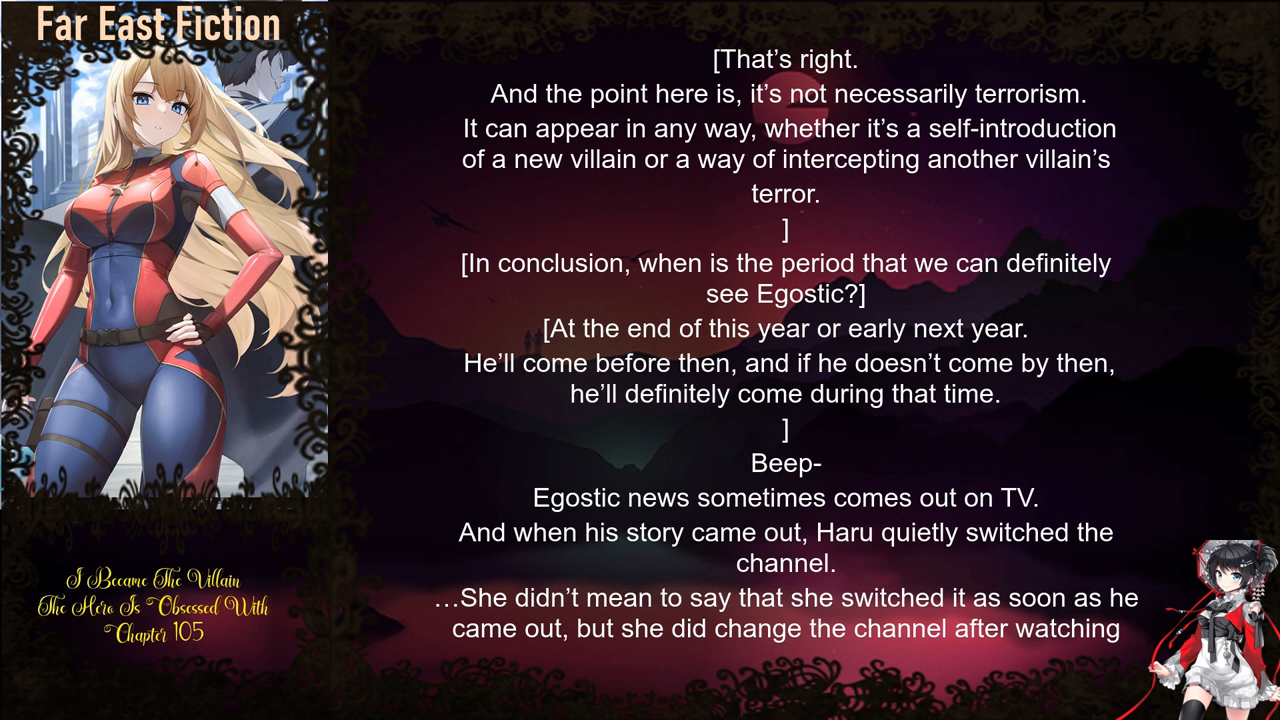 Far East Fiction
[That’s right.
And the point here is, it’s not necessarily terrorism.
It can appear in any way, whether it’s a self-introduction
of a new villain or a way of intercepting another villain’s
terror.
]
[In conclusion, when is the period that we can definitely
see Egostic?]
[At the end of this year or early next year.
He’ll come before then, and if he doesn’t come by then,
he’ll definitely come during that time.
]
Beep-
Egostic news sometimes comes out on TV.
And when his story came out, Haru quietly switched the
channel.
…She didn’t mean to say that she switched it as soon as he
came out, but she did change the channel after watching
I Became The Villain
The Hero Is Obsessed With
Chapter 105